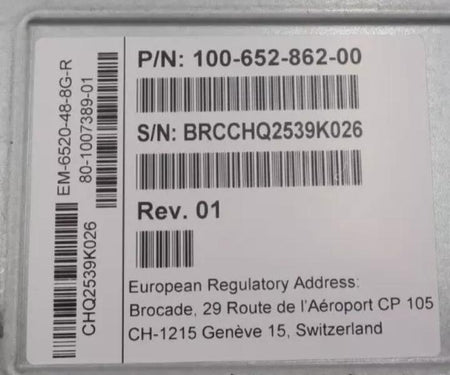 P/N: 100-652-862-00
S/N: BRCCHQ2539K026
Rev. 01
European Regulatory Address:
Brocade, 29 Route de l'Aéroport CP 105
CH-1215 Genève 15, Switzerland
EM-6520-48-8G-R
80-1007389-01
CHQ2539K026